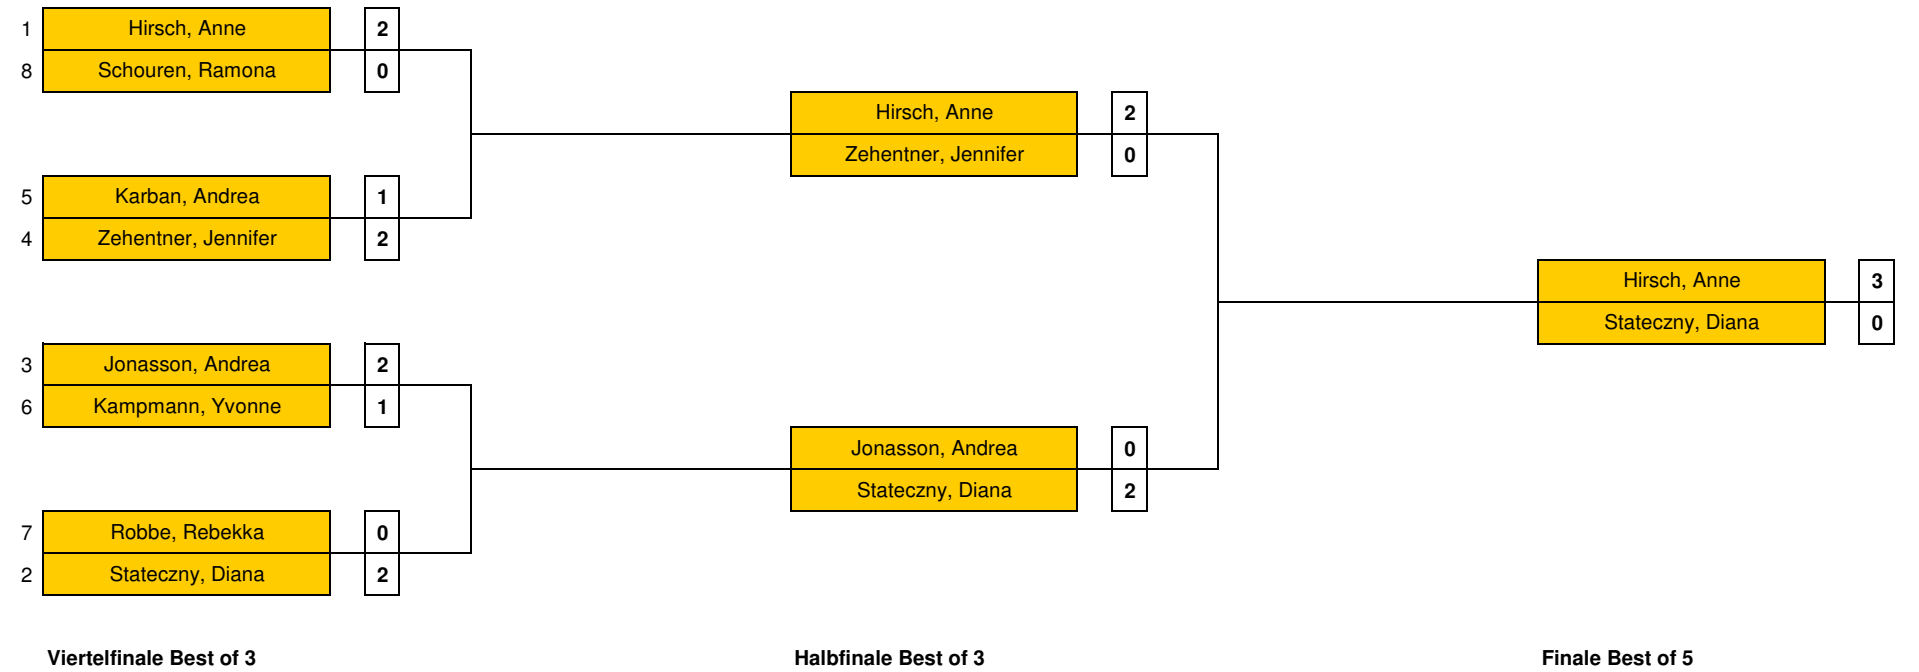 1 Hirsch, Anne 2
8 Schouren, Ramona 0
5 Karban, Andrea 1
4 Zehentner, Jennifer 2
3 Jonasson, Andrea 2
6 Kampmann, Yvonne 1
7 Robbe, Rebekka 0
2 Stateczny, Diana 2
Viertelfinale Best of 3
Hirsch, Anne 2
Zehentner, Jennifer 0
Jonasson, Andrea 0
Stateczny, Diana 2
Halbfinale Best of 3
Hirsch, Anne 3
Stateczny, Diana 0
Finale Best of 5